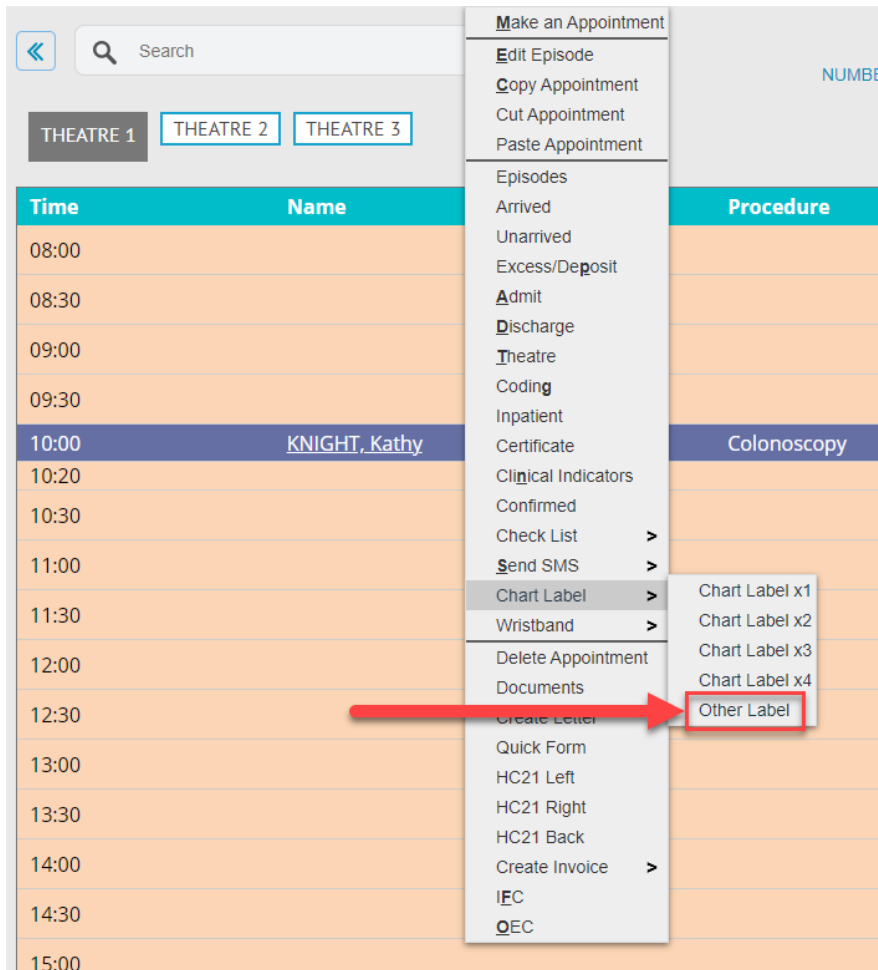 Search
NUMBE
THEATRE 1 THEATRE 2 THEATRE 3
Time Name Procedure
08:00
08:30
09:00
09:30
10:00 KNIGHT, Kathy Colonoscopy
10:20
10:30
11:00
11:30
12:00
12:30
13:00
13:30
14:00
14:30
15:00
Make an Appointment
Edit Episode
Copy Appointment
Cut Appointment
Paste Appointment
Episodes
Arrived
Unarrived
Excess/Deposit
Admit
Discharge
Theatre
Coding
Inpatient
Certificate
Clinical Indicators
Confirmed
Check List >
Send SMS >
Chart Label >
Wristband >
Delete Appointment
Documents
Create Letter
Quick Form
HC21 Left
HC21 Right
HC21 Back
Create Invoice >
IFC
OEC
Chart Label x1
Chart Label x2
Chart Label x3
Chart Label x4
Other Label